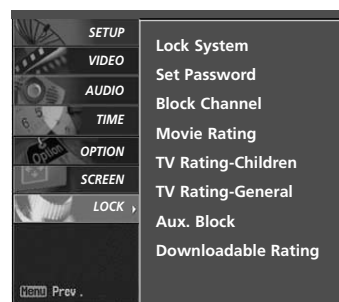 SETUP
VIDEO
AUDIO
TIME
OPTION
SCREEN
LOCK
Lock System
Set Password
Block Channel
Movie Rating
TV Rating-Children
TV Rating-General
Aux. Block
Downloadable Rating
Menu Prev.